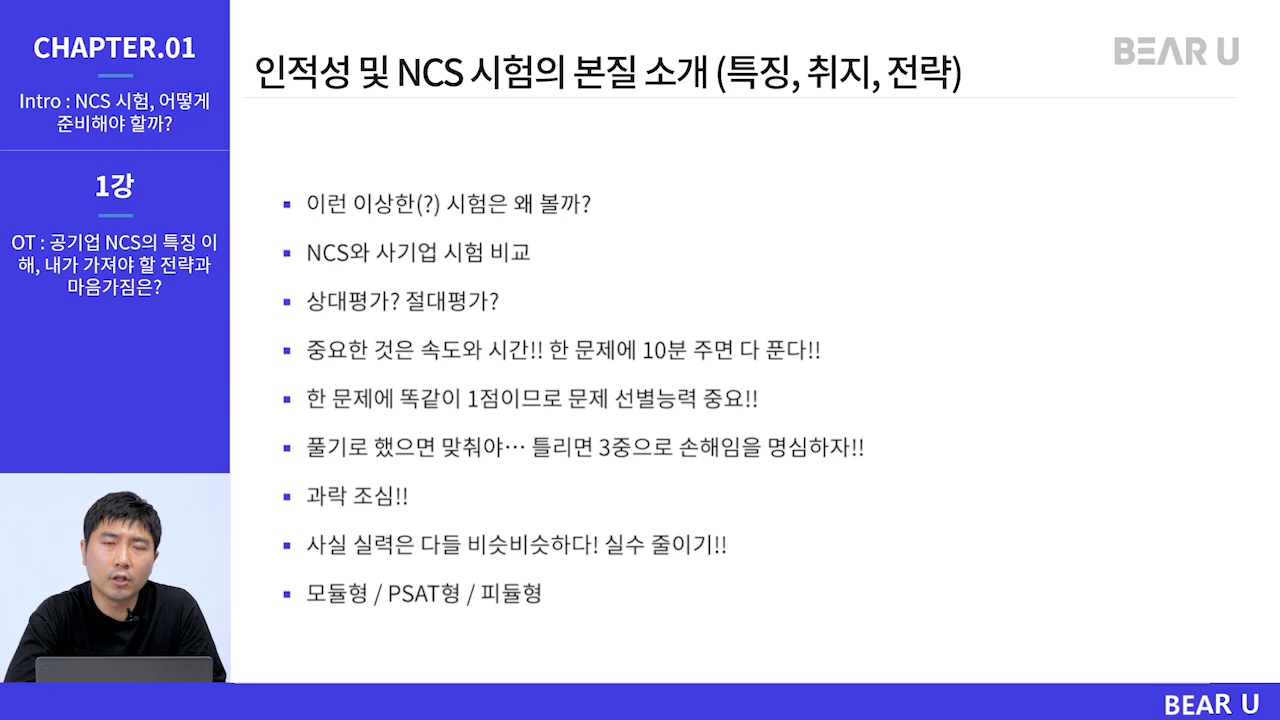 CHAPTER.01
Intro : NCS 시험, 어떻게
준비해야 할까?
1강
OT : 공기업 NCS의 특징 이
해, 내가 가져야 할 전략과
마음가짐은?
인적성 및 NCS 시험의 본질 소개 (특징, 취지, 전략)
BEAR U
▪ 이런 이상한(?) 시험은 왜 볼까?
▪ NCS와 사기업 시험 비교
▪ 상대평가? 절대평가?
▪ 중요한 것은 속도와 시간!! 한 문제에 10분 주면 다 푼다!!
▪ 한 문제에 똑같이 1점이므로 문제 선별능력 중요!!
▪ 풀기로 했으면 맞춰야… 틀리면 3중으로 손해임을 명심하자!!
▪ 과락 조심!!
▪ 사실 실력은 다들 비슷비슷하다! 실수 줄이기!!
▪ 모듈형 / PSAT형 / 피듈형
BEAR U